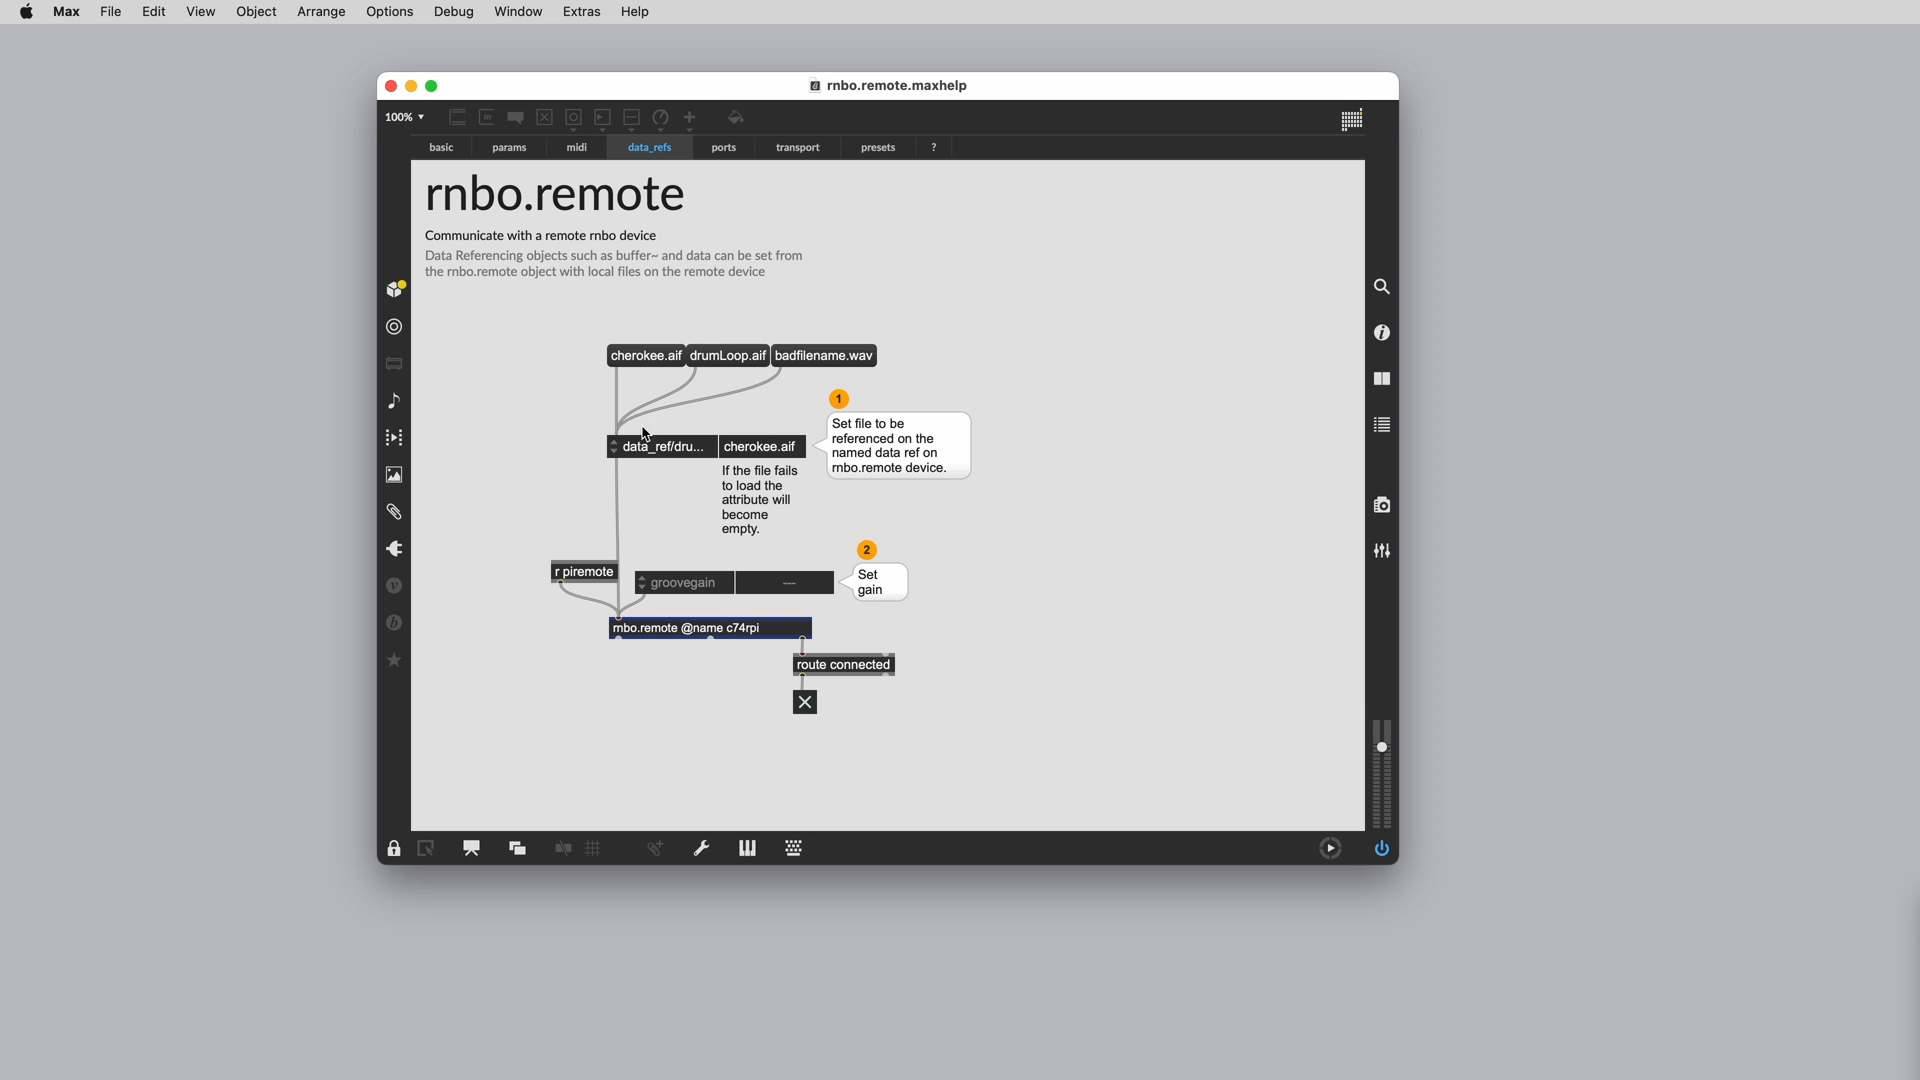 Max File Edit View Object Arrange Options Debug Window Extras Help
rnbo.remote.maxhelp
100%
basic params midi data_refs ports transport presets ?
rnbo.remote
Communicate with a remote rnbo device
Data Referencing objects such as buffer~ and data can be set from
the rnbo.remote object with local files on the remote device
cherokee.aif drumLoop.aif badfilename.wav
1
Set file to be
referenced on the
named data ref on
rnbo.remote device.
data_ref/dru... cherokee.aif
If the file fails
to load the
attribute will
become
empty.
2
Set
gain
r piremote
groovegain ---
rnbo.remote @name c74rpi
route connected